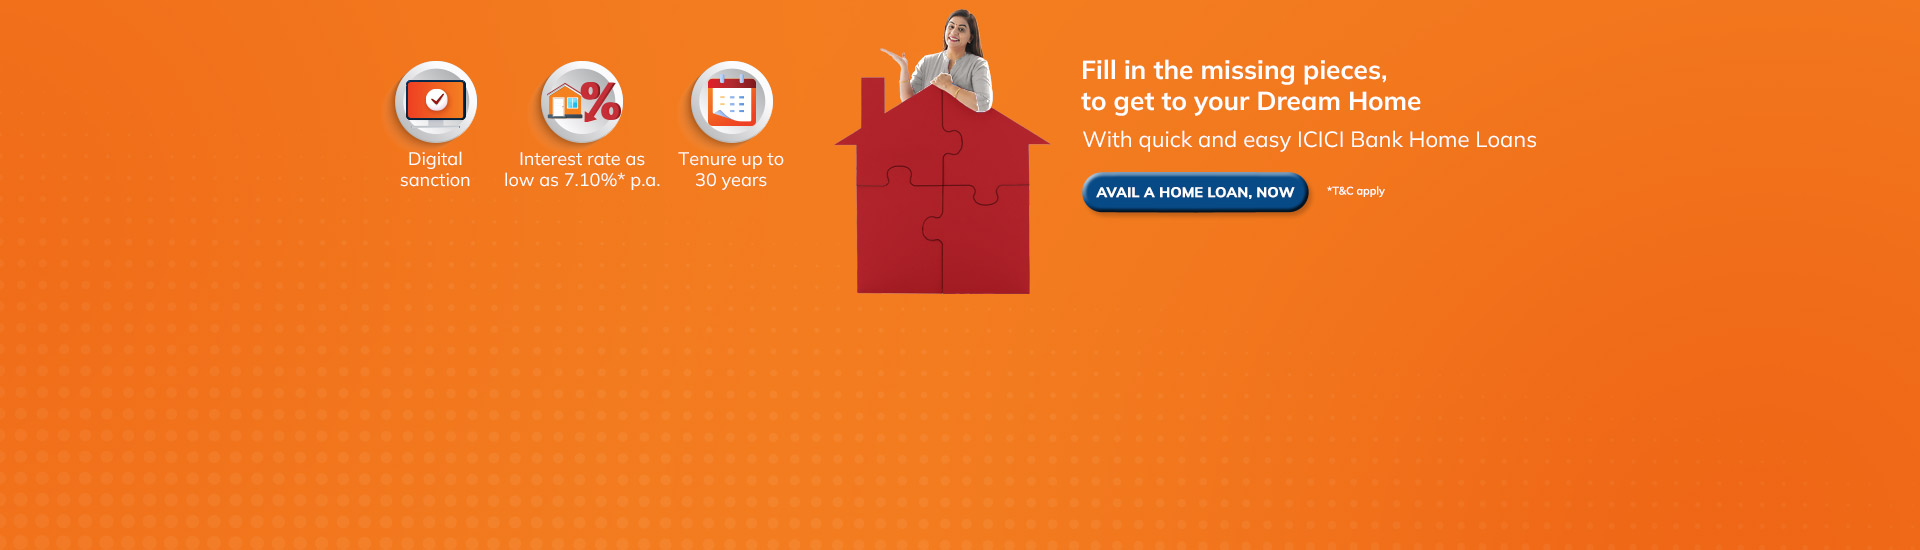 Digital
sanction
Interest rate as
low as 7.10%* p.a.
Tenure up to
30 years
Fill in the missing pieces,
to get to your Dream Home
With quick and easy ICICI Bank Home Loans
AVAIL A HOME LOAN, NOW
*T&C apply